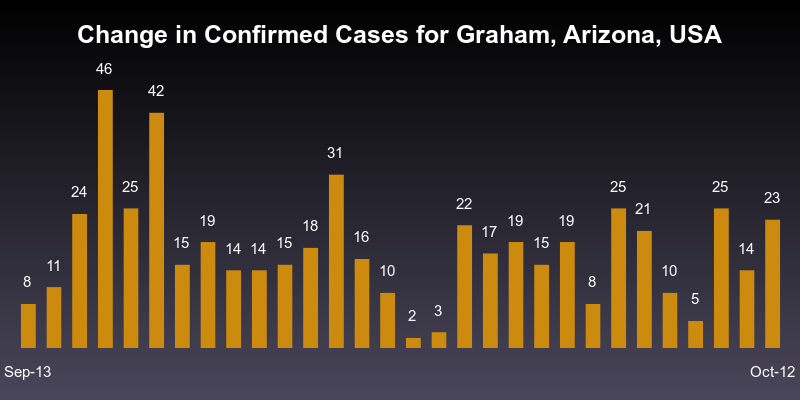 Change in Confirmed Cases for Graham, Arizona, USA
8 11 24 46 25 42 15 19 14 14 15 18 31 16 10 2 3 22 17 19 15 19 8 25 21 10 5 25 14 23
Sep-13 Oct-12